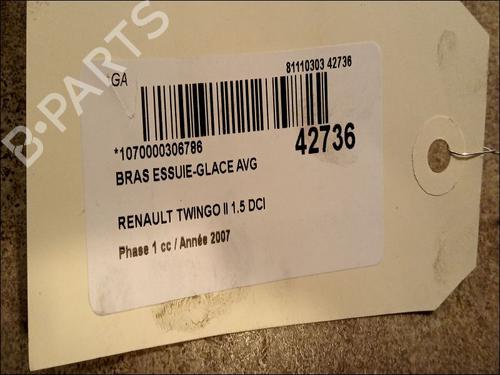 GA
81110303 42736
*1070000306786
42736
BRAS ESSUIE-GLACE AVG
RENAULT TWINGO II 1.5 DCI
Phase 1 cc / Année 2007
B-PARTS